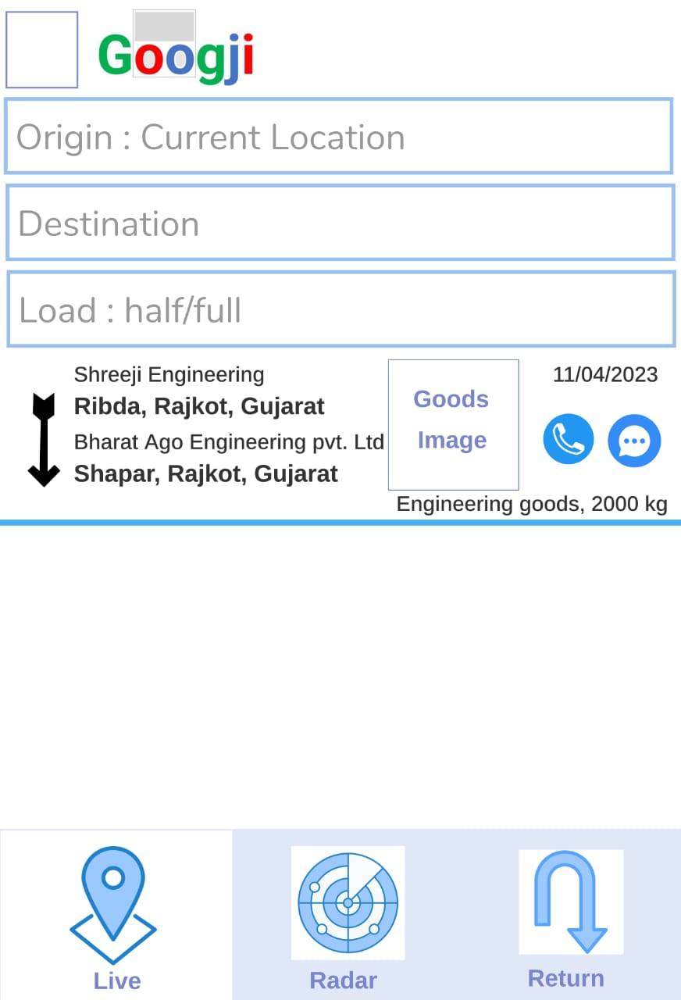 Googji
Origin : Current Location
Destination
Load : half/full
Shreeji Engineering
Ribda, Rajkot, Gujarat
Bharat Ago Engineering pvt. Ltd
Shapar, Rajkot, Gujarat
Goods
Image
11/04/2023
Engineering goods, 2000 kg
Live
Radar
Return